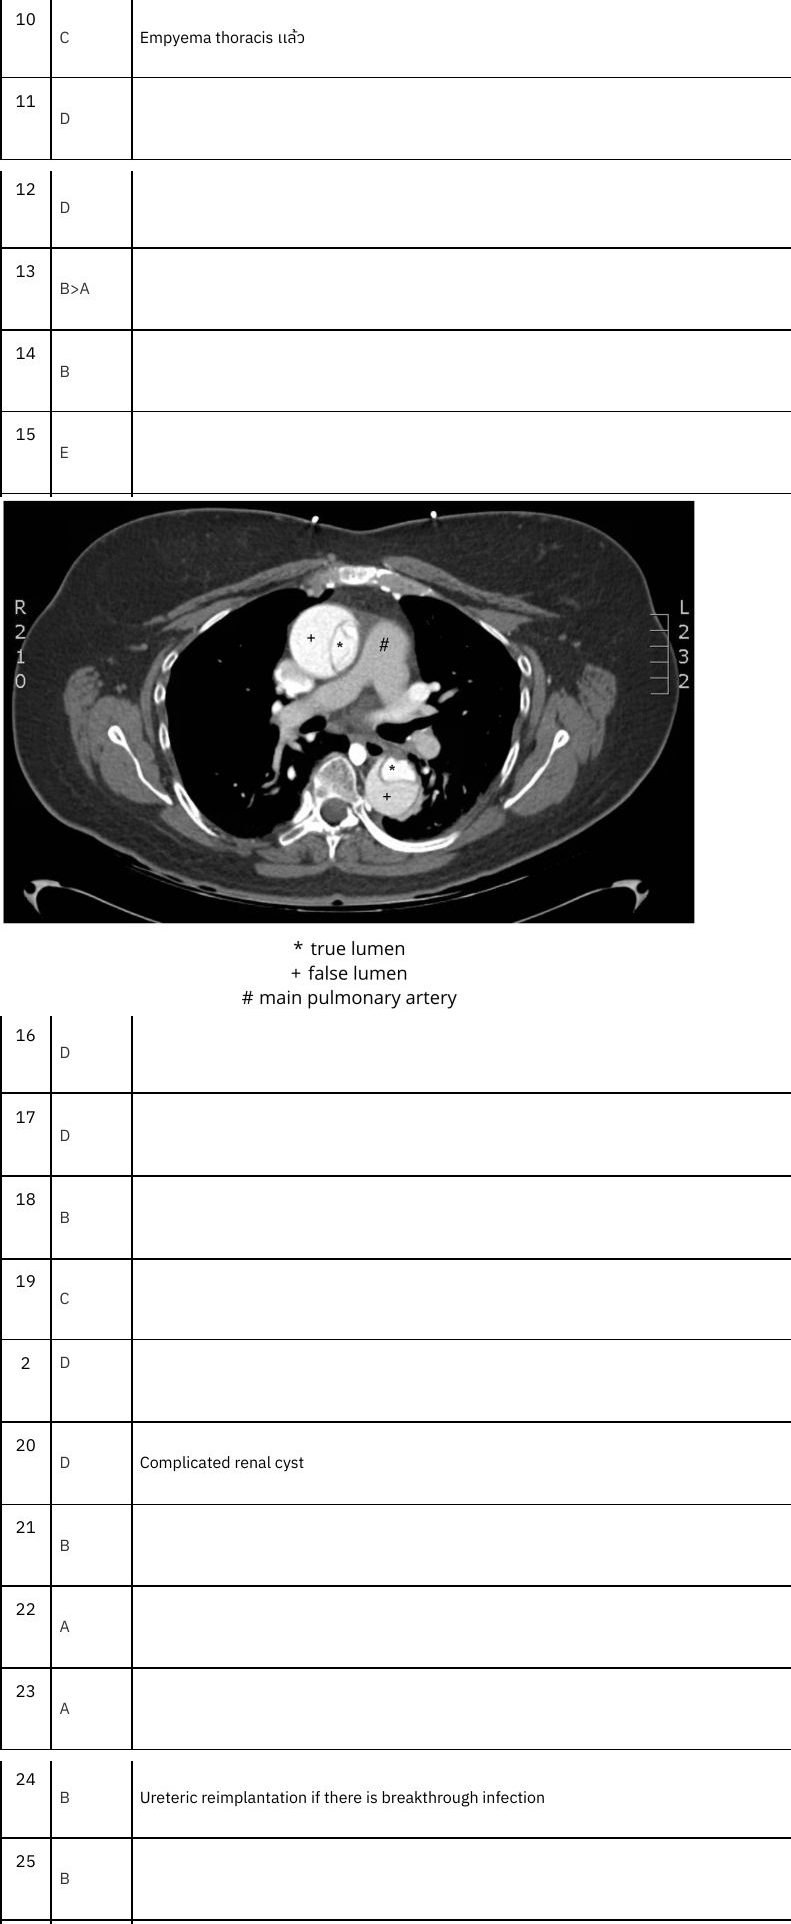 10
C
Empyema thoracis แล้ว
11
D
12
D
13
B>A
14
B
15
E
R
2
1
0
L
2
3
2
+
*
#
*
+
* true lumen
+ false lumen
# main pulmonary artery
16
D
17
D
18
B
19
C
2
D
20
D
Complicated renal cyst
21
B
22
A
23
A
24
B
Ureteric reimplantation if there is breakthrough infection
25
B